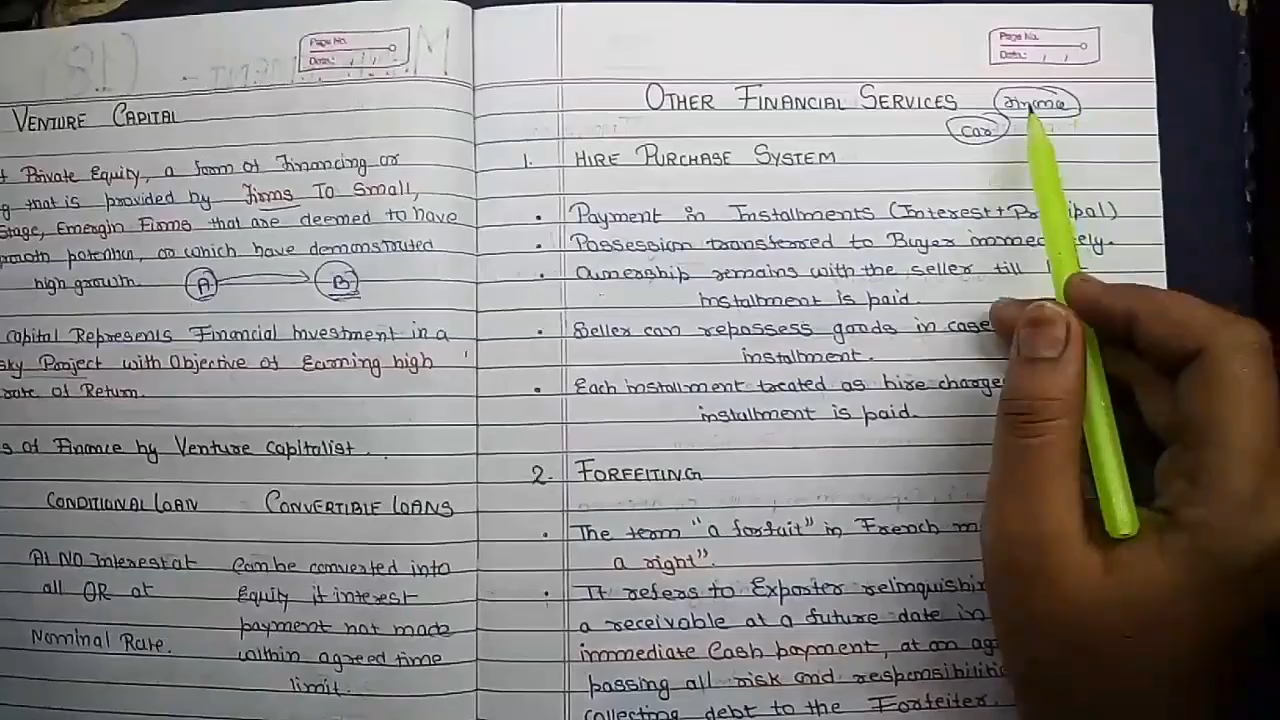 Page No.
Date: / /
VENTURE CAPITAL
Private Equity, a form of Financing or
that is provided by Firms To Small,
Stage, Emergin Firms that are deemed to have
growth potential, or which have demonstrated
high growth. A B
Capital Represents Financial Investment in a
Project with Objective of Earning high
rate of Return.
of Finance by Venture Capitalist.
CONDITIONAL LOAN CONVERTIBLE LOANS
At NO Interest at Can be converted into
all OR at Equity if interest
payment not made
Nominal Rate. within agreed time
limit.
Page No.
Date: / /
OTHER FINANCIAL SERVICES
Car
1. HIRE PURCHASE SYSTEM
• Payment in Installments (Interest+Principal)
• Possession transferred to Buyer immediately.
• Ownership remains with the seller till
installment is paid.
• Seller can repossess goods in case
installment.
• Each installment treated as hire charge
installment is paid.
2. FORFEITING
• The term "a forfait" in French
a right".
• It refers to Exporter
a receivable at a future date in
immediate Cash payment, at an
passing all risk and
collecting debt to the Forfeiter.